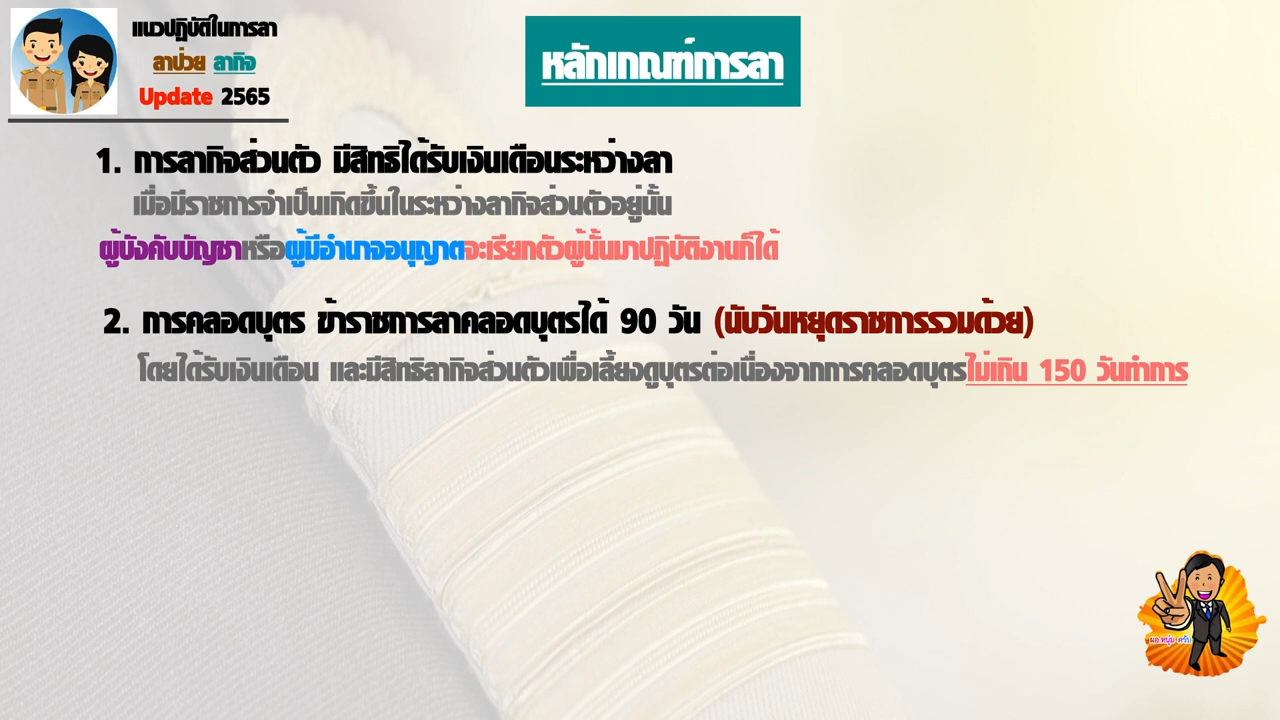 แนวปฏิบัติในการลา
ลาป่วย ลากิจ
Update 2565
หลักเกณฑ์การลา
1. การลากิจส่วนตัว มีสิทธิได้รับเงินเดือนระหว่างลา
เมื่อมีราชการจำเป็นเกิดขึ้นในระหว่างลากิจส่วนตัวอยู่นั้น
ผู้บังคับบัญชาหรือผู้มีอำนาจอนุญาตจะเรียกตัวผู้นั้นมาปฏิบัติงานก็ได้
2. การคลอดบุตร ข้าราชการลาคลอดบุตรได้ 90 วัน (นับวันหยุดราชการรวมด้วย)
โดยได้รับเงินเดือน และมีสิทธิลากิจส่วนตัวเพื่อเลี้ยงดูบุตรต่อเนื่องจากการคลอดบุตรไม่เกิน 150 วันทำการ
ผอ.หนุ่ม ครับ